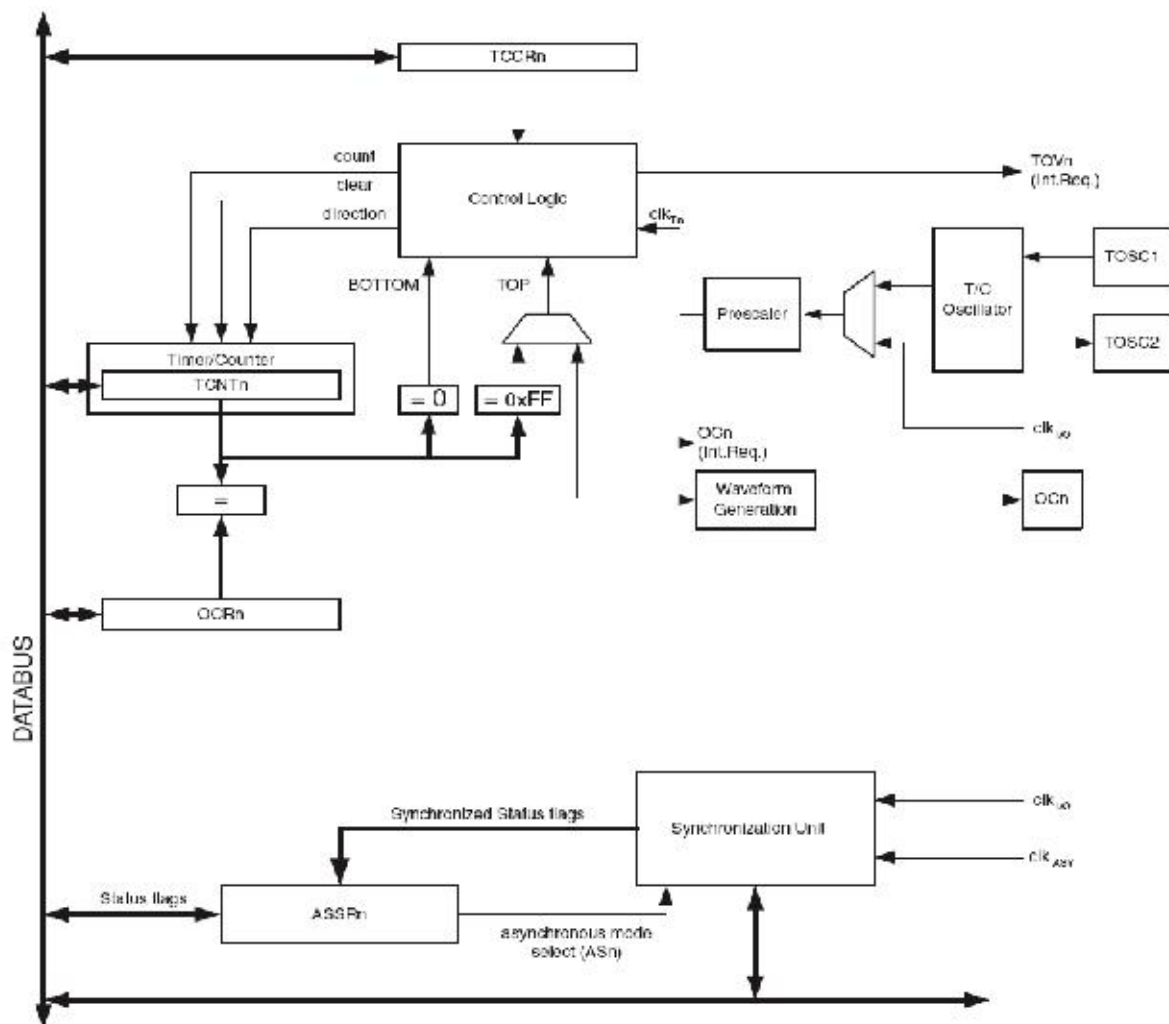 TCCRn
count
clear
direction
Control Logic
TOVn
(Int.Req.)
clkTn
BOTTOM
TOP
TOSC1
T/C
Oscillator
Prescaler
TOSC2
Timer/Counter
TCNTn
= 0
= 0xFF
clkI/O
OCn
(Int.Req.)
=
Waveform
Generation
OCn
OCRn
DATABUS
Synchronized Status flags
Synchronization Unit
clkI/O
clkASY
Status flags
ASSRn
asynchronous mode
select (ASn)